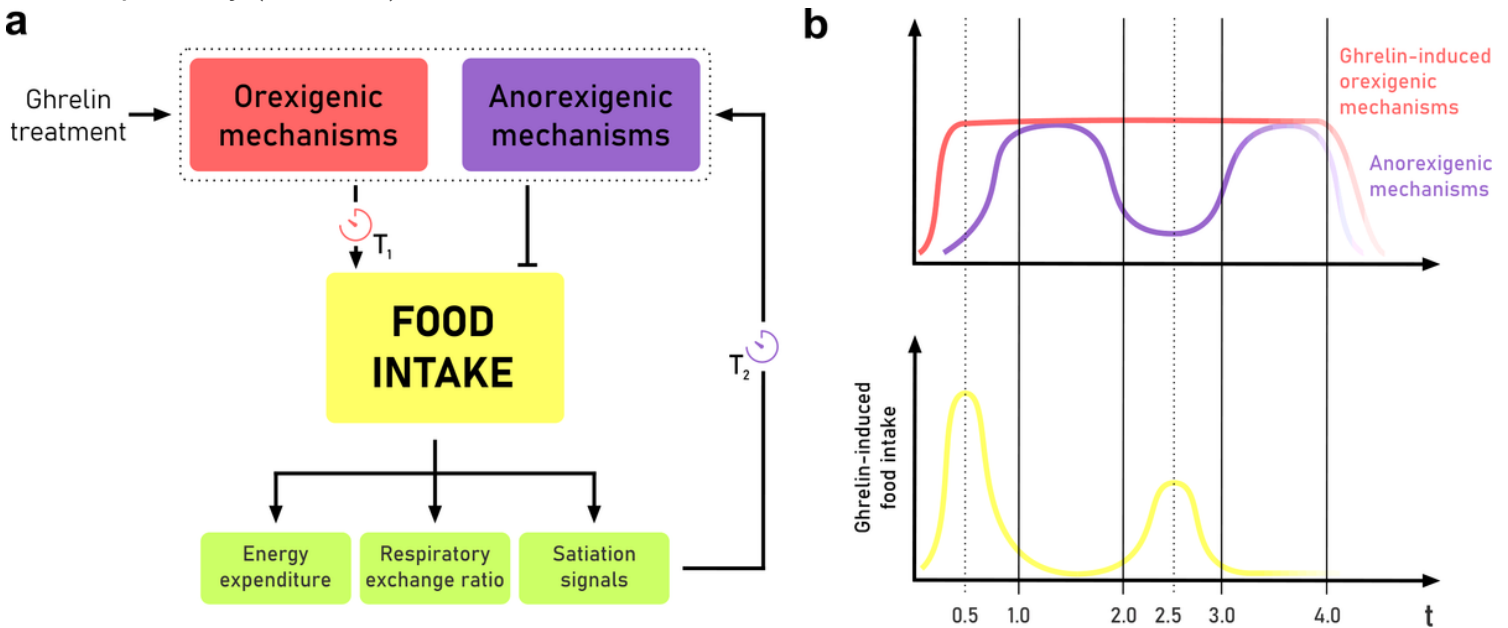 a
Ghrelin
treatment
Orexigenic
mechanisms
Anorexigenic
mechanisms
T1
FOOD
INTAKE
T2
Energy
expenditure
Respiratory
exchange ratio
Satiation
signals
b
Ghrelin-induced
orexigenic
mechanisms
Anorexigenic
mechanisms
Ghrelin-induced
food intake
0.5 1.0 2.0 2.5 3.0 4.0 t